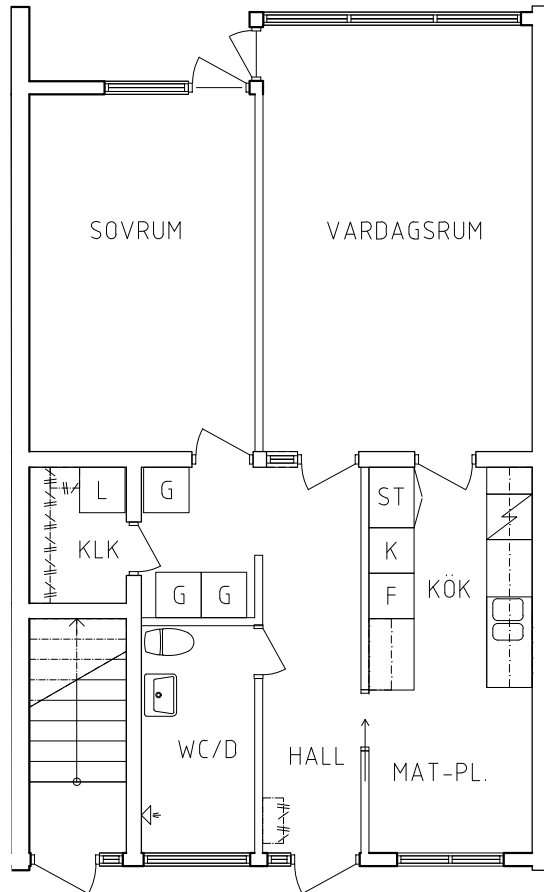 SOVRUM
VARDAGSRUM
L
G
ST
KLK
K
KÖK
G
G
F
WC/D
HALL
MAT-PL.